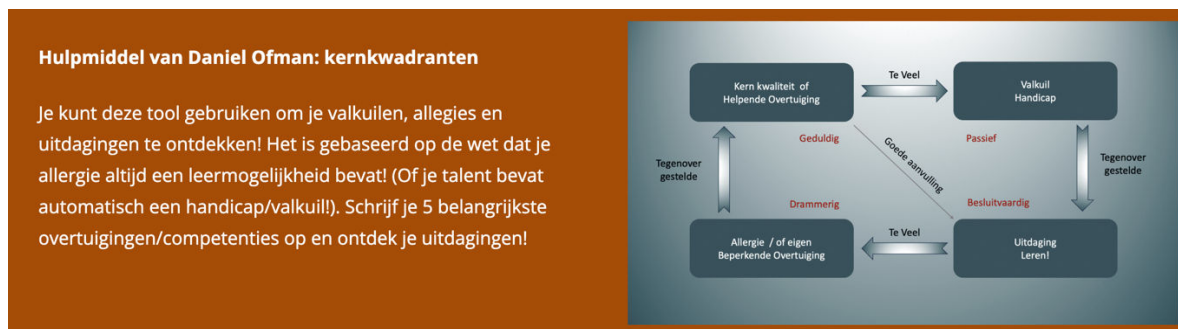 Hulpmiddel van Daniel Ofman: kernkwadranten
Je kunt deze tool gebruiken om je valkuilen, allegies en
uitdagingen te ontdekken! Het is gebaseerd op de wet dat je
allergie altijd een leermogelijkheid bevat! (Of je talent bevat
automatisch een handicap/valkuil!). Schrijf je 5 belangrijkste
overtuigingen/competenties op en ontdek je uitdagingen!
Kern kwaliteit of
Helpende Overtuiging
Te Veel
Valkuil
Handicap
Geduldig
Passief
Goede aanvulling
Tegenover
gestelde
Tegenover
gestelde
Drammerig
Besluitvaardig
Allergie / of eigen
Beperkende Overtuiging
Te Veel
Uitdaging
Leren!